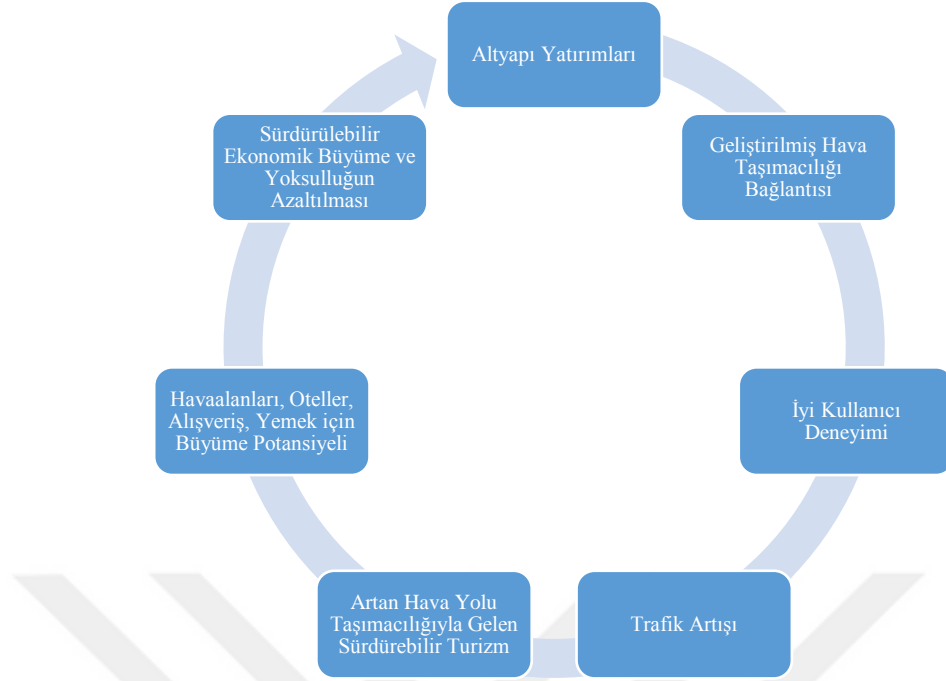 Altyapı Yatırımları
Geliştirilmiş Hava
Taşımacılığı
Bağlantısı
İyi Kullanıcı
Deneyimi
Trafik Artışı
Artan Hava Yolu
Taşımacılığıyla Gelen
Sürdürebilir Turizm
Havaalanları, Oteller,
Alışveriş, Yemek için
Büyüme Potansiyeli
Sürdürülebilir
Ekonomik Büyüme ve
Yoksulluğun
Azaltılması